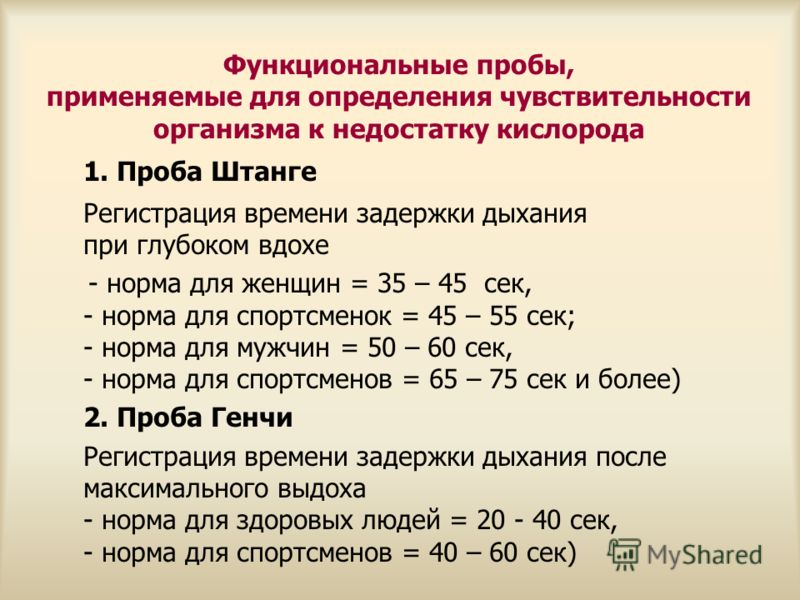 Функциональные пробы,
применяемые для определения чувствительности
организма к недостатку кислорода
1. Проба Штанге
Регистрация времени задержки дыхания
при глубоком вдохе
- норма для женщин = 35 – 45  сек,
- норма для спортсменок = 45 – 55 сек;
- норма для мужчин = 50 – 60 сек,
- норма для спортсменов = 65 – 75 сек и более)
2. Проба Генчи
Регистрация времени задержки дыхания после
максимального выдоха
- норма для здоровых людей = 20 - 40 сек,
- норма для спортсменов = 40 – 60 сек)
MyShared